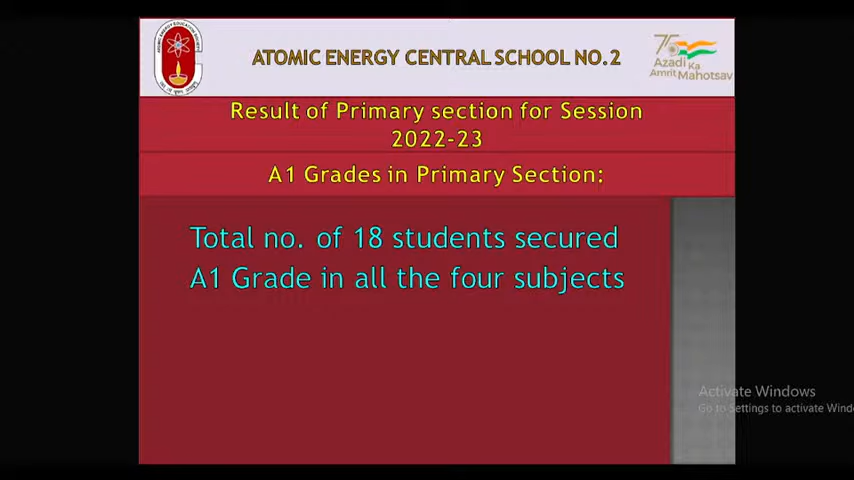 ATOMIC ENERGY CENTRAL SCHOOL NO.2
75
Azadi
Ka
Amrit Mahotsav
Result of Primary section for Session
2022-23
A1 Grades in Primary Section:
Total no. of 18 students secured
A1 Grade in all the four subjects
Activate Windows
Go to Settings to activate Wind